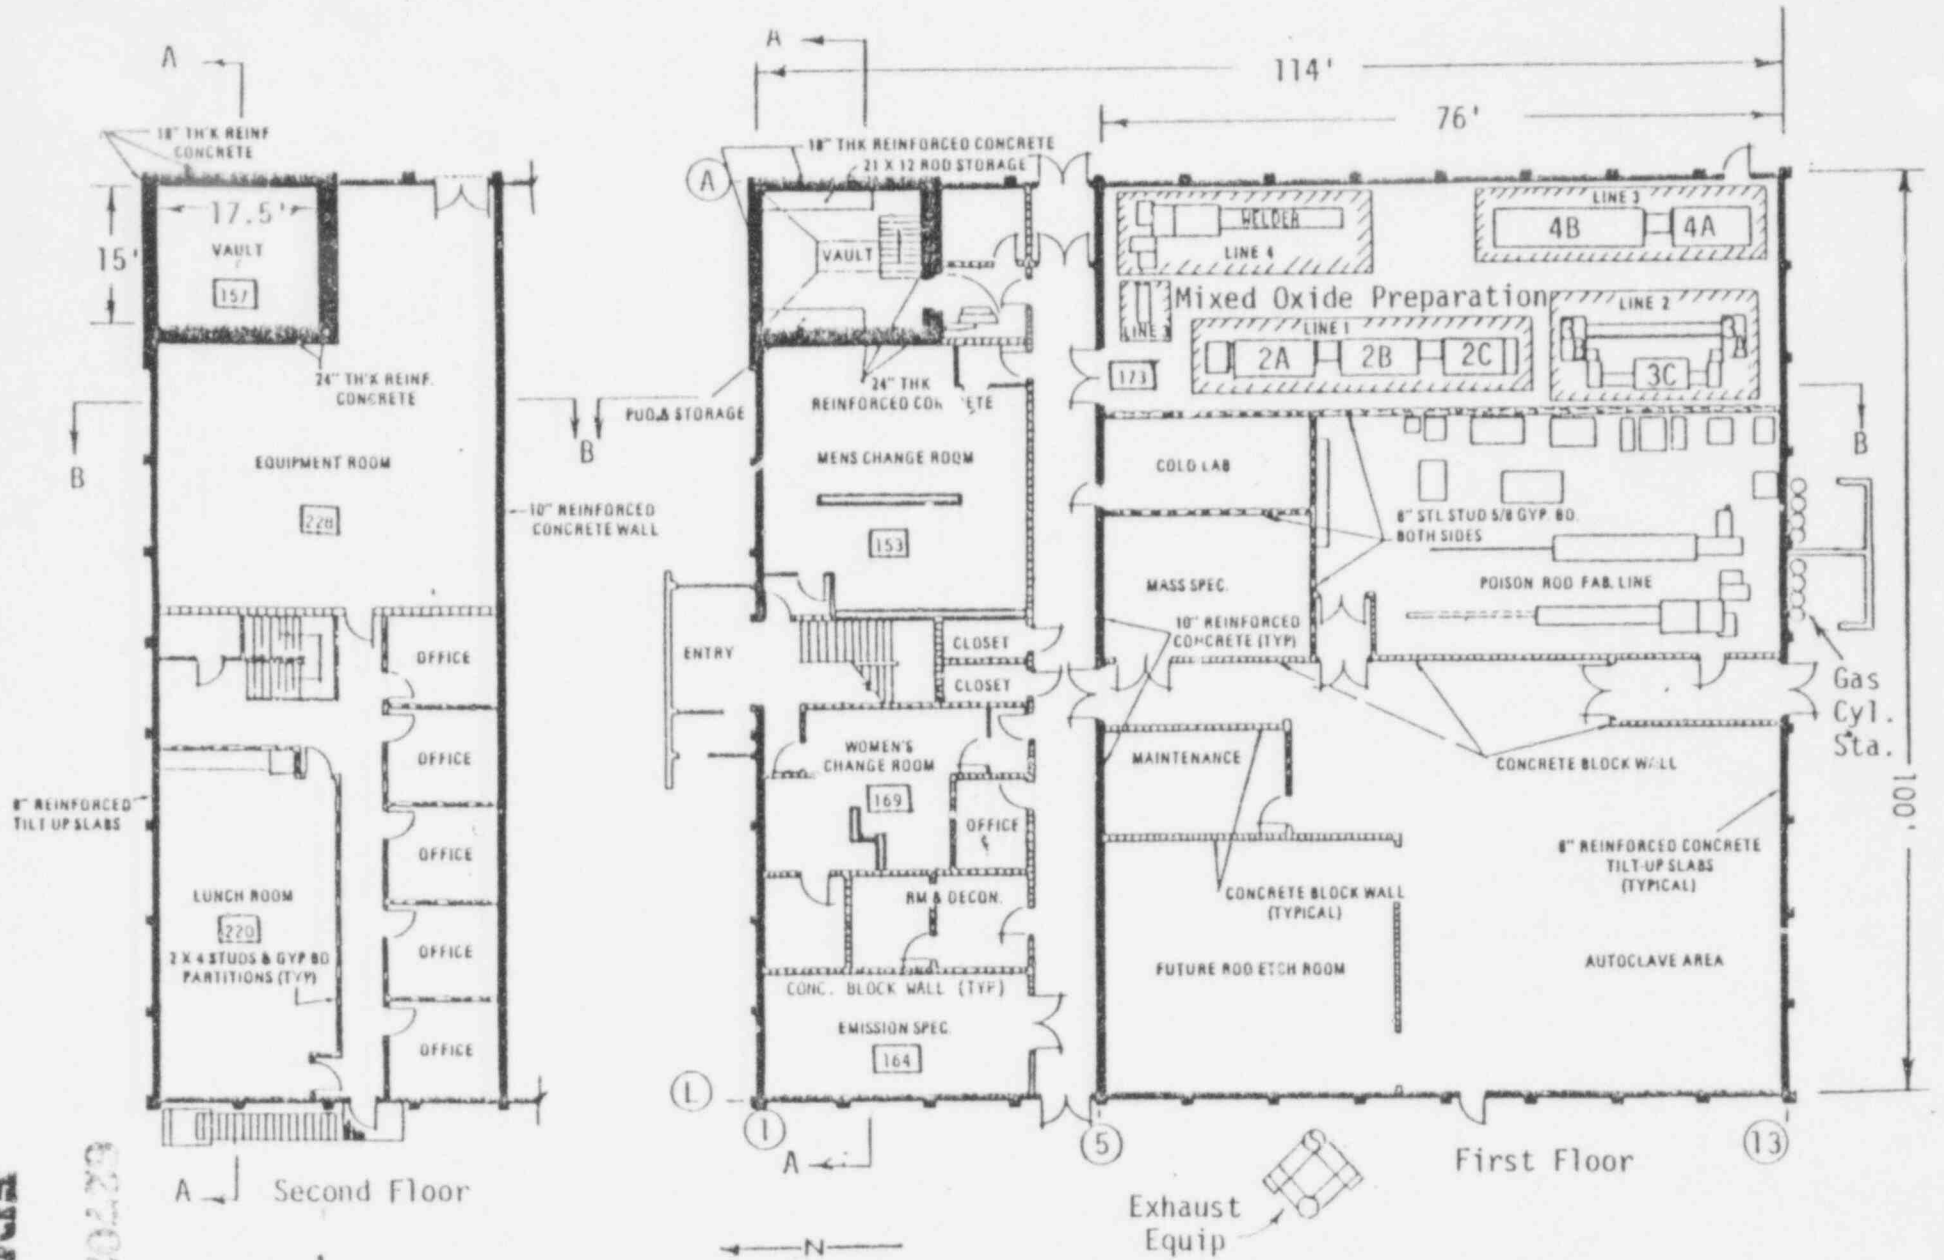 A
18" TH'K REINF
CONCRETE
17.5'
15'
VAULT
157
24" TH'K REINF.
CONCRETE
B
B
EQUIPMENT ROOM
228
10" REINFORCED
CONCRETE WALL
OFFICE
OFFICE
OFFICE
OFFICE
OFFICE
8" REINFORCED
TILT UP SLABS
LUNCH ROOM
220
2 X 4 STUDS & GYP BD
PARTITIONS (TYP)
A
Second Floor
A
114'
76'
18" THK REINFORCED CONCRETE
21 X 12 ROD STORAGE
A
VAULT
24" THK
REINFORCED CONCRETE
STORAGE
MENS CHANGE ROOM
153
ENTRY
CLOSET
CLOSET
WOMEN'S
CHANGE ROOM
169
OFFICE
RM & DECON.
CONC. BLOCK WALL (TYP)
EMISSION SPEC.
164
L
1
A
N
WELDER
LINE 4
LINE 3
4B
4A
Mixed Oxide Preparation
LINE 3
LINE 1
2A
2B
2C
LINE 2
3C
173
B
COLD LAB
8" STL STUD 5/8 GYP. BD.
BOTH SIDES
MASS SPEC.
POISON ROD FAB. LINE
10" REINFORCED
CONCRETE (TYP)
Gas
Cyl.
Sta.
MAINTENANCE
CONCRETE BLOCK WALL
100'
8" REINFORCED CONCRETE
TILT-UP SLABS
(TYPICAL)
CONCRETE BLOCK WALL
(TYPICAL)
FUTURE ROD ETCH ROOM
AUTOCLAVE AREA
5
13
First Floor
Exhaust
Equip